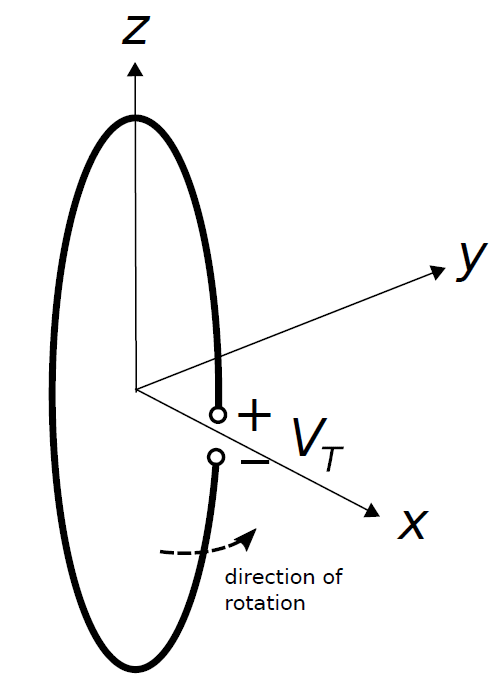 z
y
+
V_T
−
x
direction of
rotation